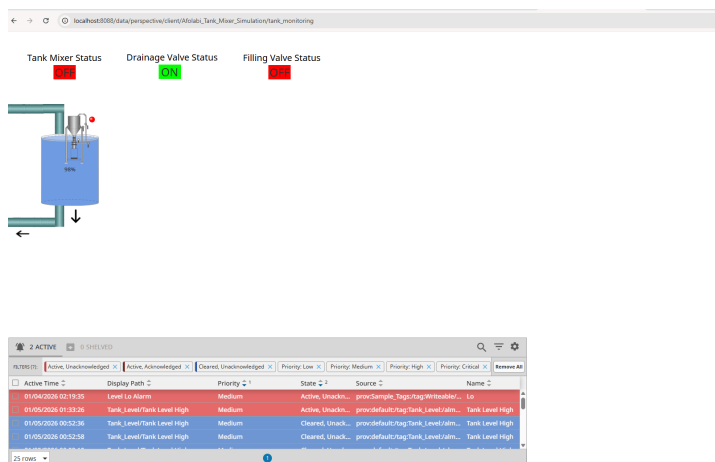 localhost:8088/data/perspective/client/Afolabi_Tank_Mixer_Simulation/tank_monitoring
Tank Mixer Status Drainage Valve Status Filling Valve Status
OFF ON OFF
98%
2 ACTIVE 0 SHELVED
FILTERS (7): Active, Unacknowledged Active, Acknowledged Cleared, Unacknowledged Priority: Low Priority: Medium Priority: High Priority: Critical Remove All
Active Time Display Path Priority 1 State 2 Source Name
01/04/2026 02:19:35 Level Lo Alarm Medium Active, Unackn... prov:Sample_Tags:/tag:Writeable/... Lo
01/05/2026 01:33:26 Tank_Level/Tank Level High Medium Active, Unackn... prov:default:/tag:Tank_Level:/alm... Tank Level High
01/05/2026 00:52:36 Tank_Level/Tank Level High Medium Cleared, Unack... prov:default:/tag:Tank_Level:/alm... Tank Level High
01/05/2026 00:52:58 Tank_Level/Tank Level High Medium Cleared, Unack... prov:default:/tag:Tank_Level:/alm... Tank Level High
25 rows 1